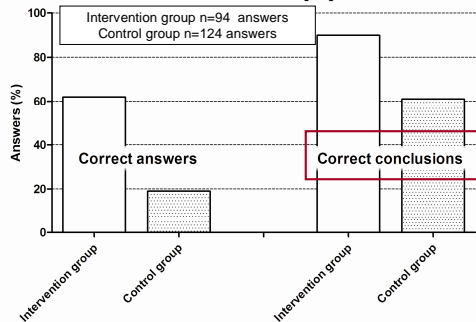 Intervention group n=94 answers
Control group n=124 answers
Answers (%)
100
80
60
40
20
0
Correct answers
Correct conclusions
Intervention group
Control group
Intervention group
Control group